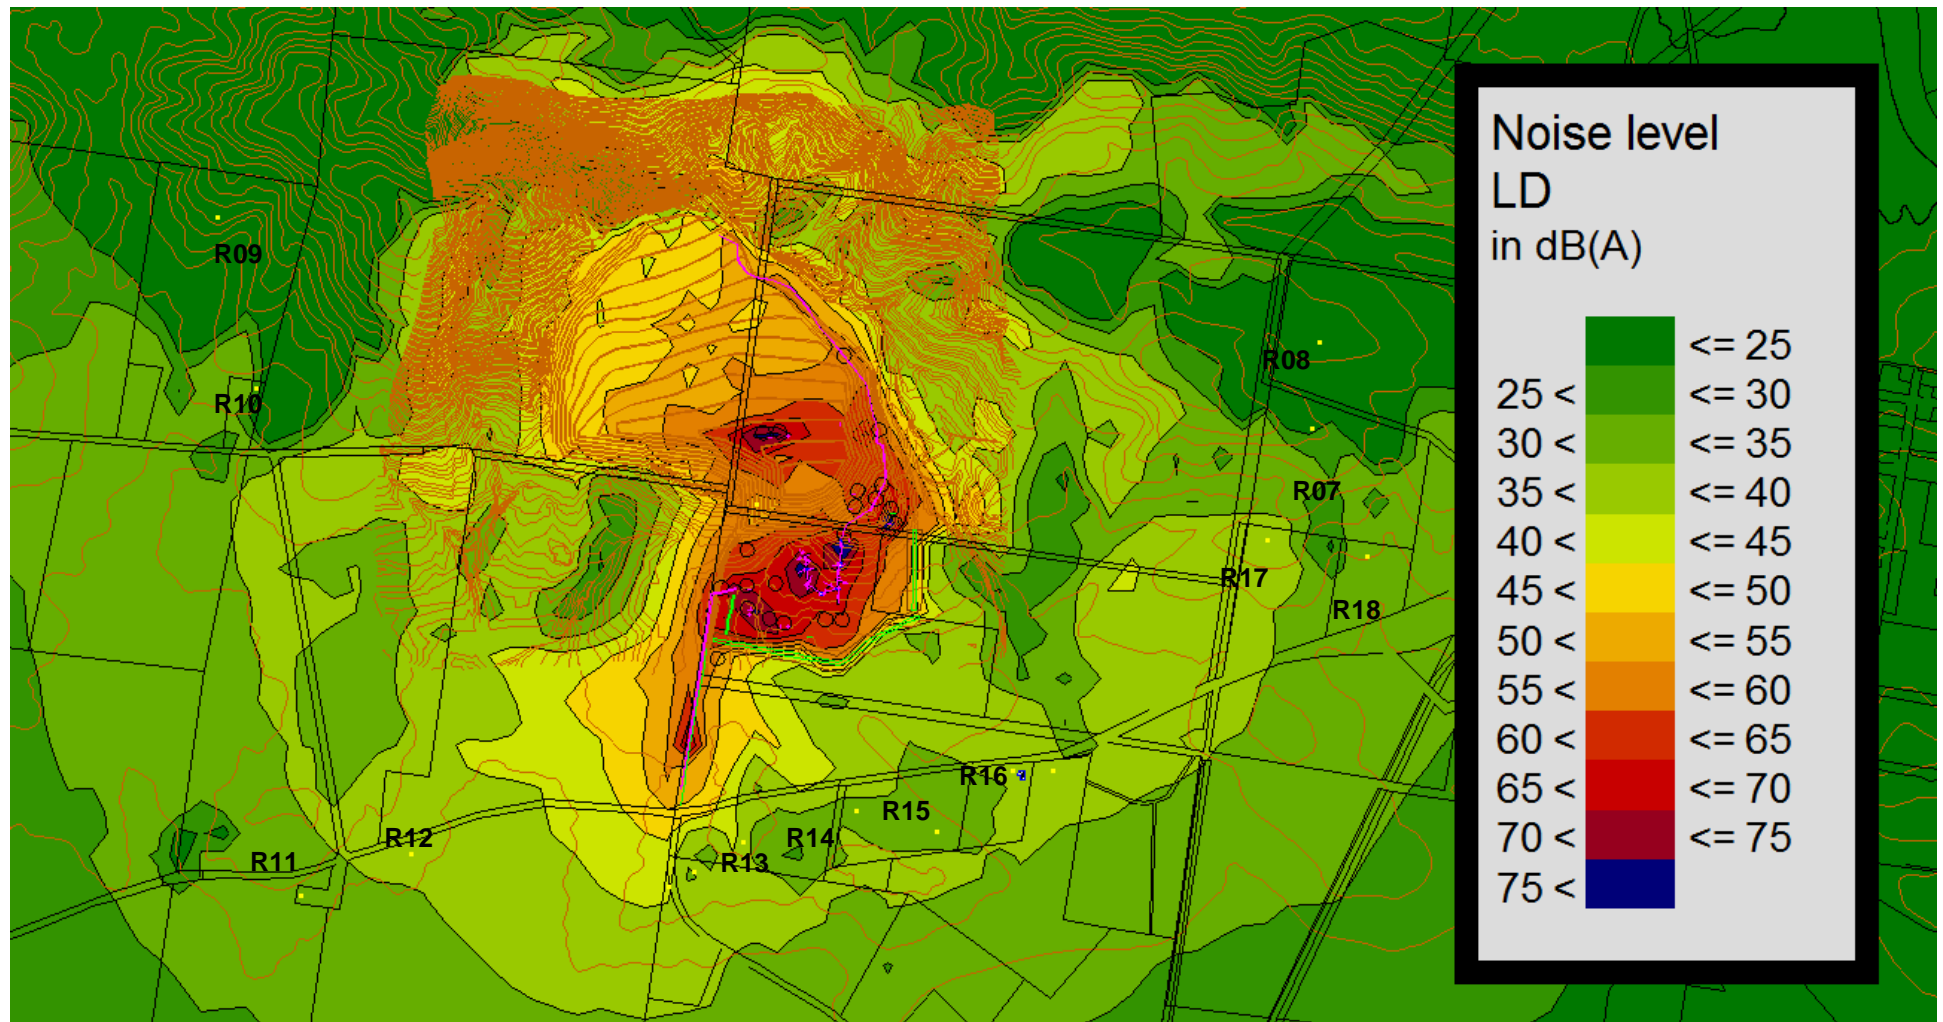 Noise level
LD
in dB(A)
<= 25
25 < <= 30
30 < <= 35
35 < <= 40
40 < <= 45
45 < <= 50
50 < <= 55
55 < <= 60
60 < <= 65
65 < <= 70
70 < <= 75
75 <
R09
R08
R10
R07
R17
R18
R16
R15
R14
R12
R13
R11